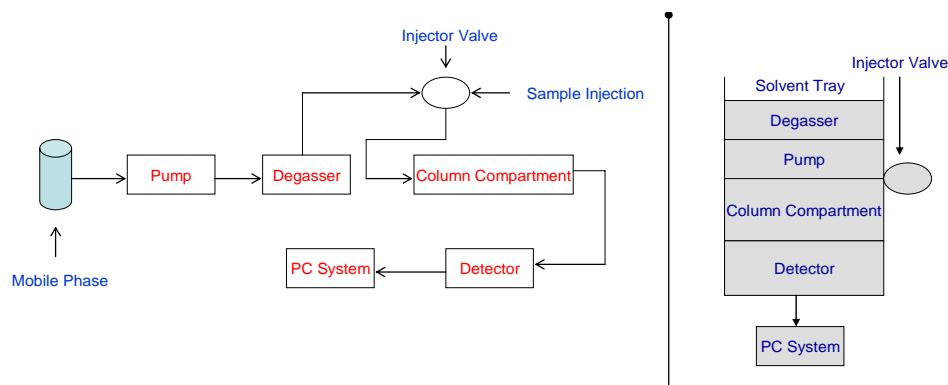 Injector Valve
Sample Injection
Pump
Degasser
Column Compartment
PC System
Detector
Mobile Phase
Injector Valve
Solvent Tray
Degasser
Pump
Column Compartment
Detector
PC System